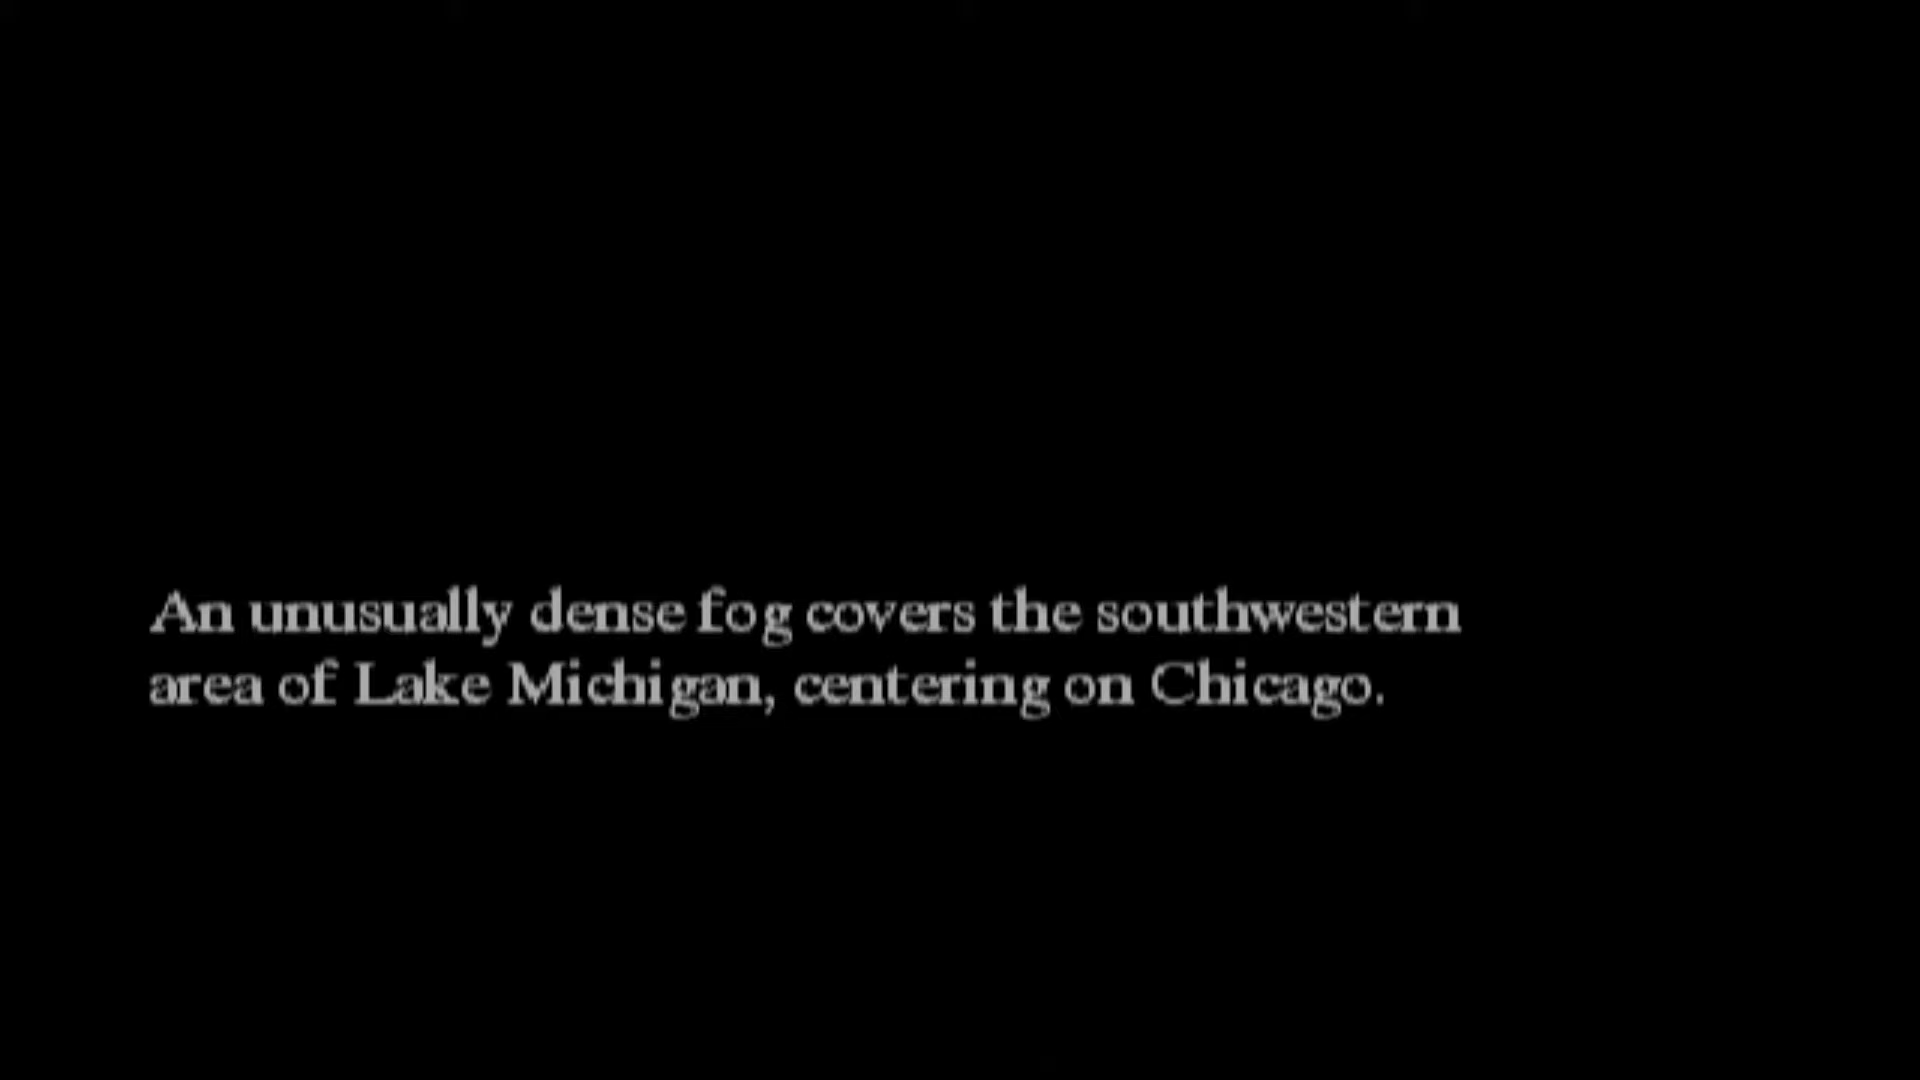 An unusually dense fog covers the southwestern
area of Lake Michigan, centering on Chicago.